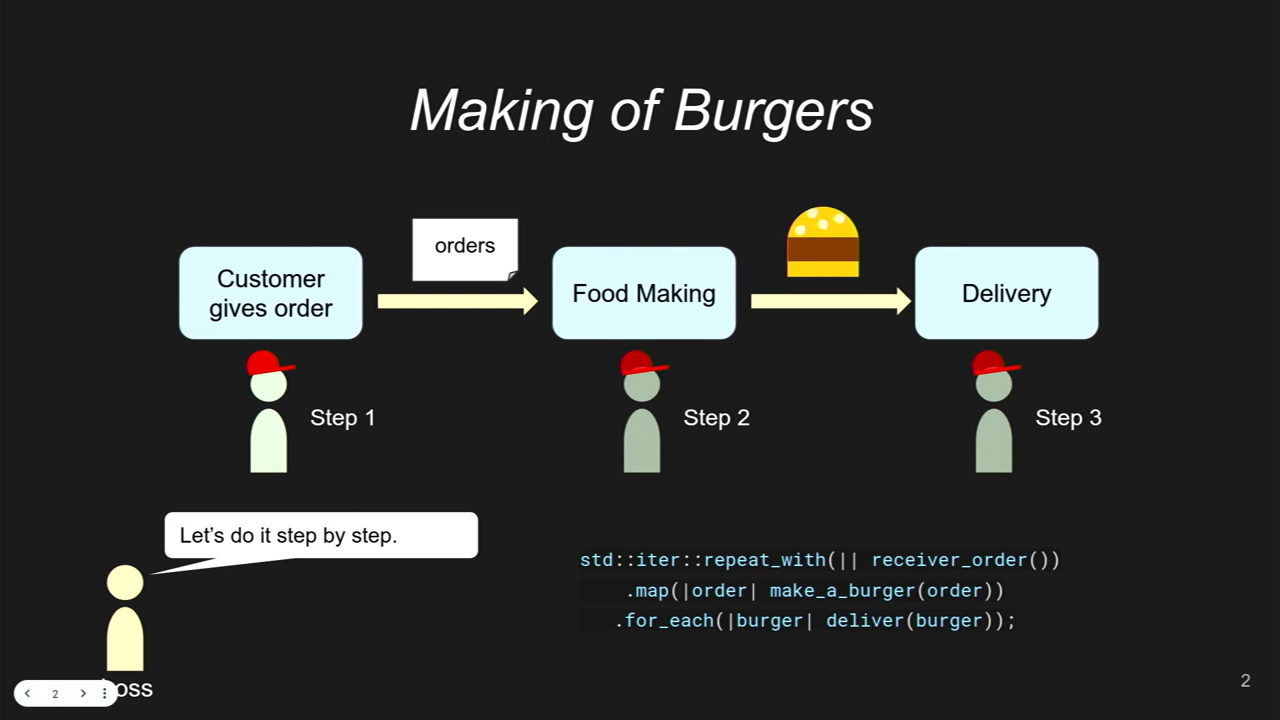 Making of Burgers
orders
Customer
gives order
Food Making
Delivery
Step 1
Step 2
Step 3
Let's do it step by step.
std::iter::repeat_with(|| receiver_order())
.map(|order| make_a_burger(order))
.for_each(|burger| deliver(burger));
2
oss
2